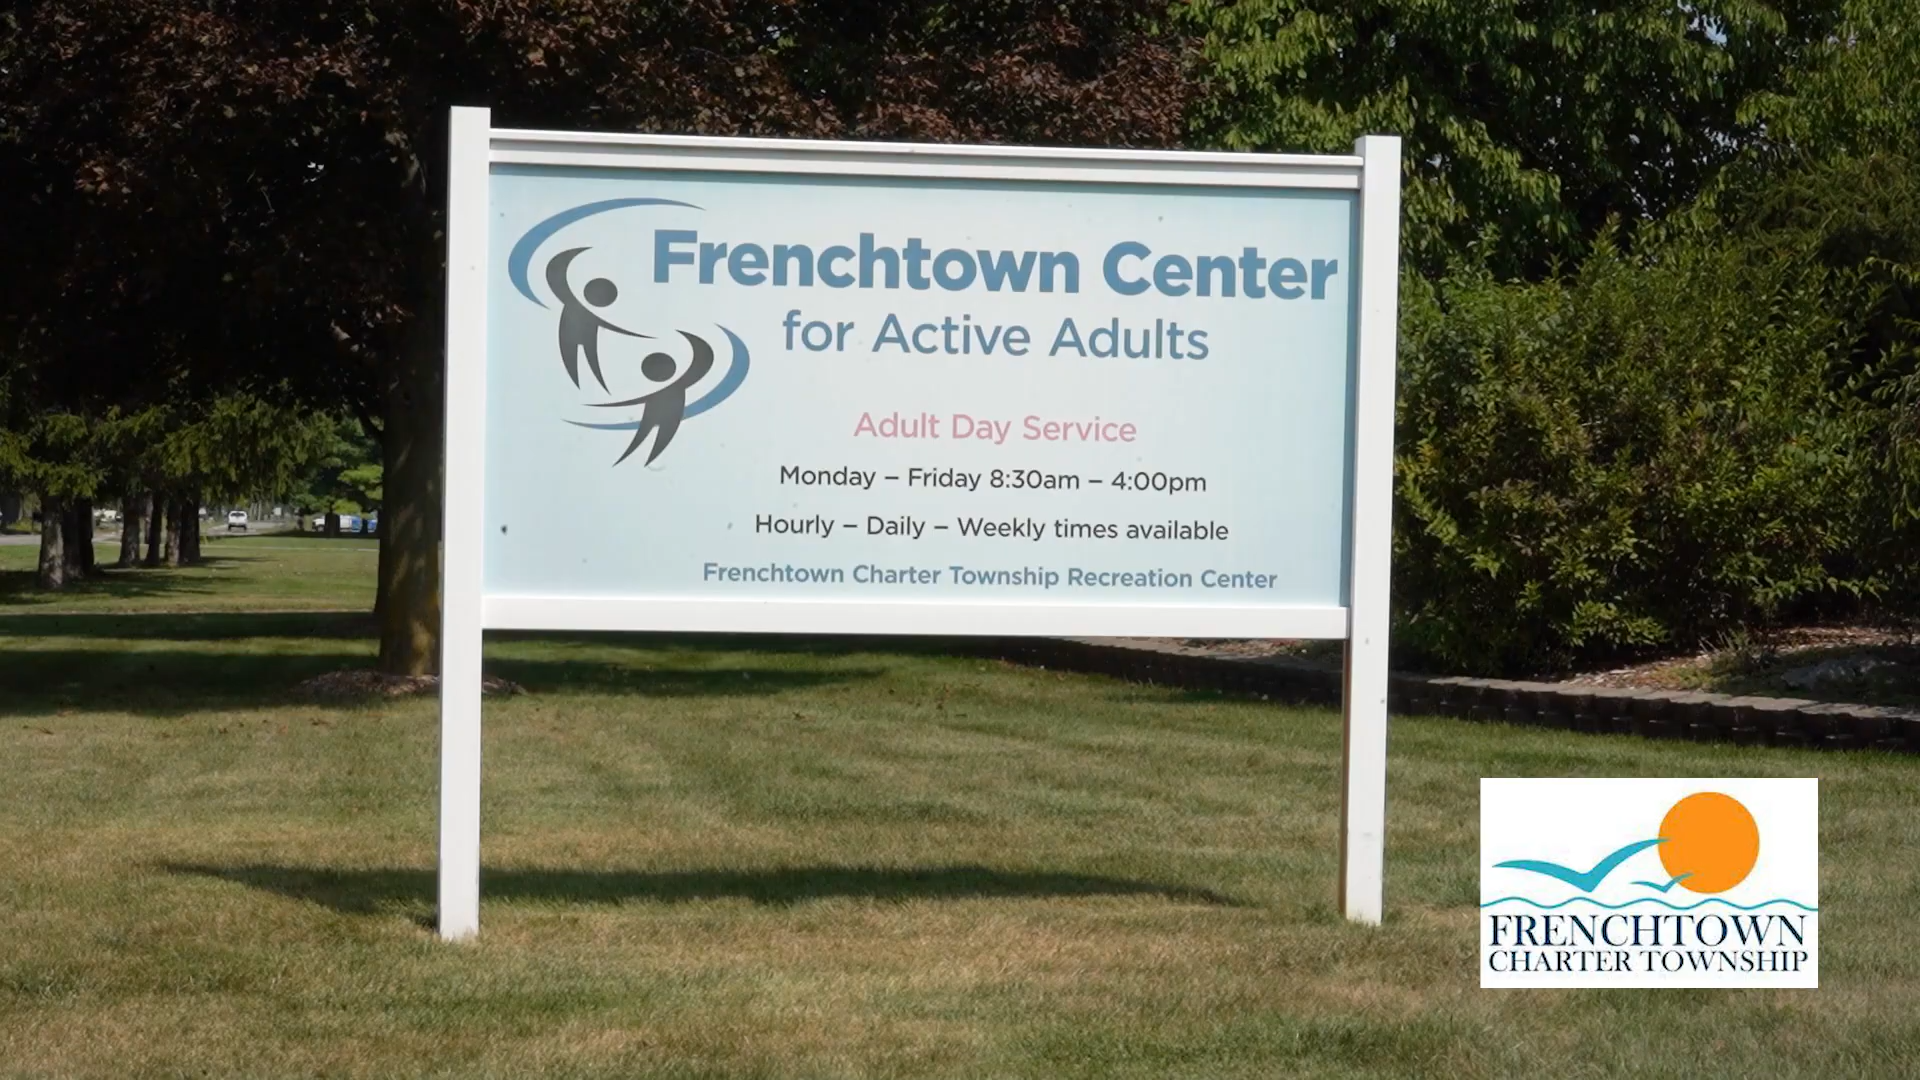 Frenchtown Center
for Active Adults
Adult Day Service
Monday – Friday 8:30am – 4:00pm
Hourly – Daily – Weekly times available
Frenchtown Charter Township Recreation Center
FRENCHTOWN
CHARTER TOWNSHIP